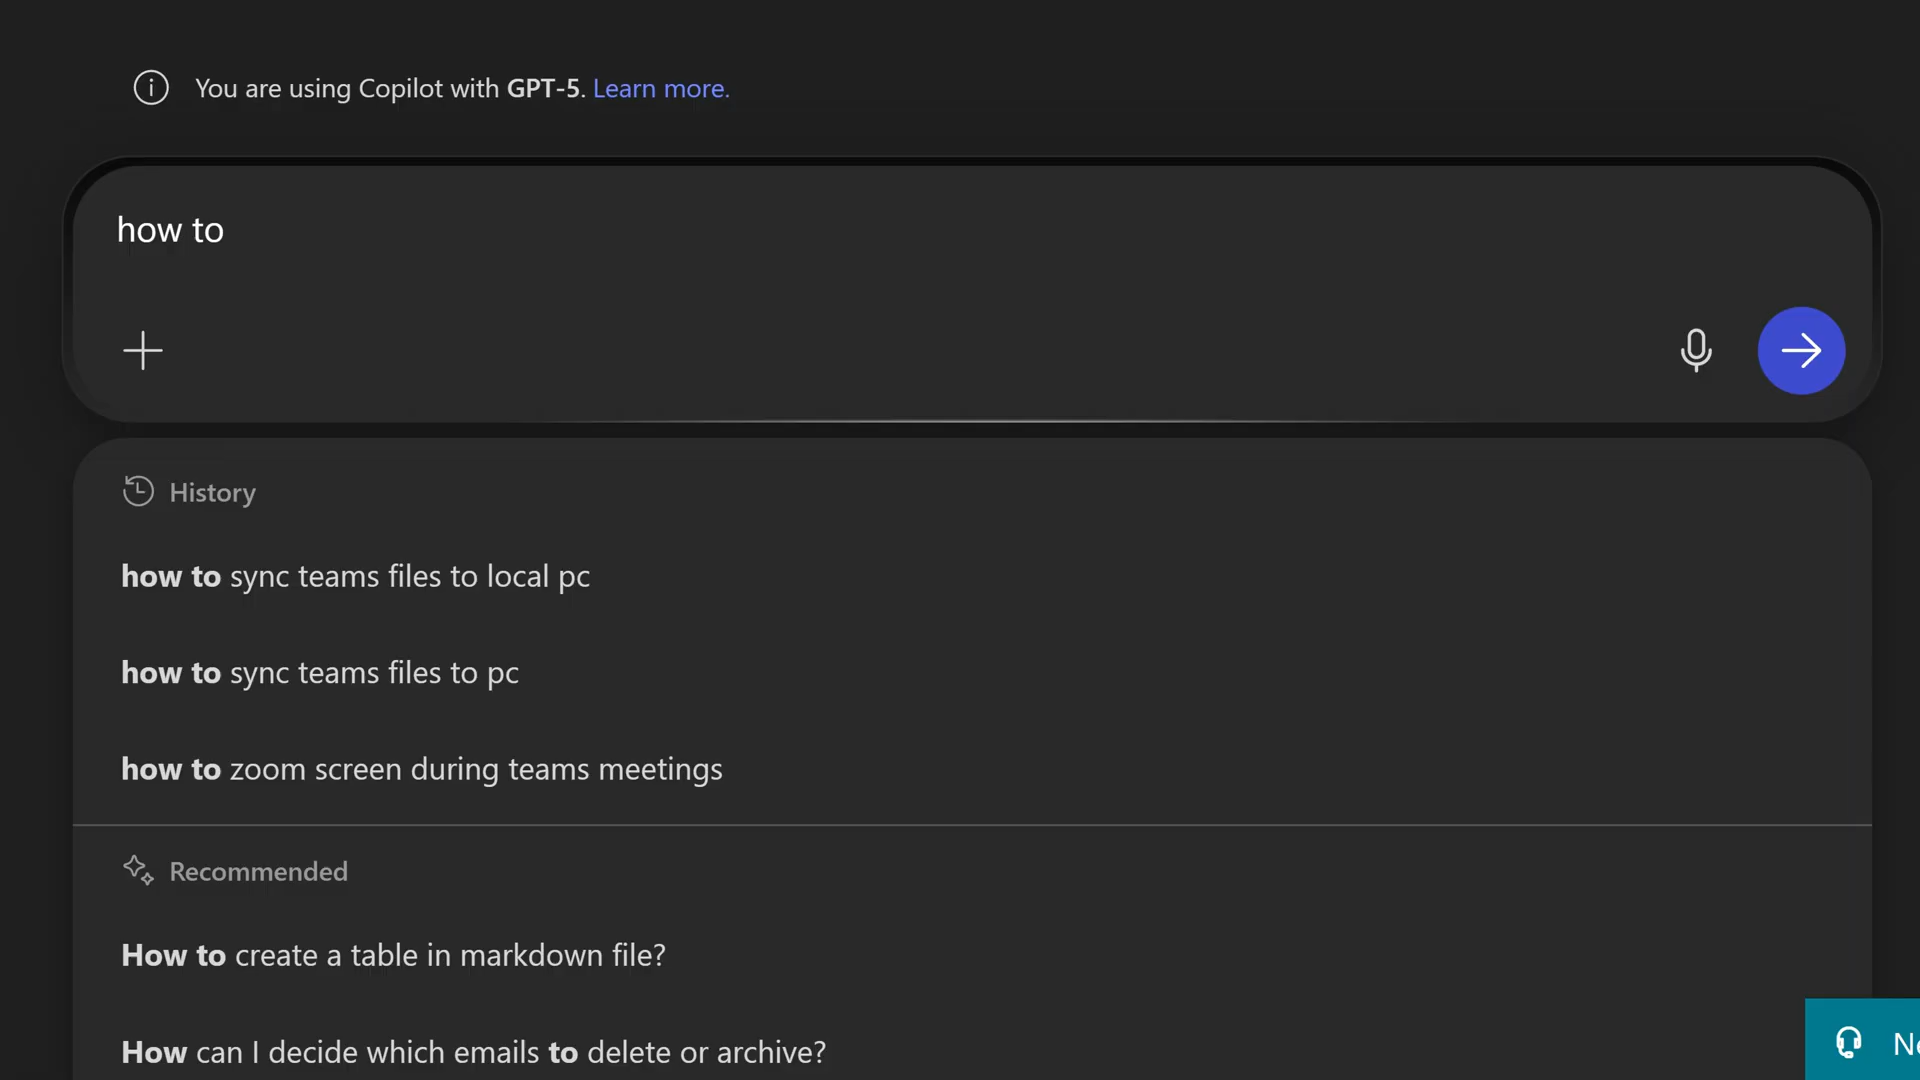 You are using Copilot with GPT-5. Learn more.
how to
History
how to sync teams files to local pc
how to sync teams files to pc
how to zoom screen during teams meetings
Recommended
How to create a table in markdown file?
How can I decide which emails to delete or archive?